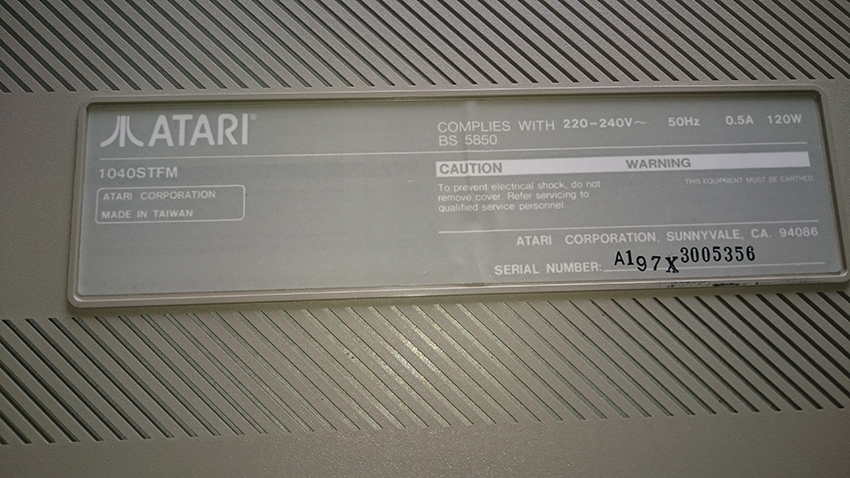 ATARI®
1040STFM
ATARI CORPORATION
MADE IN TAIWAN
COMPLIES WITH 220-240V~ 50Hz 0.5A 120W
BS 5850
CAUTION WARNING
To prevent electrical shock, do not
remove cover. Refer servicing to
qualified service personnel.
THIS EQUIPMENT MUST BE EARTHED
ATARI CORPORATION, SUNNYVALE, CA. 94086
SERIAL NUMBER: A197X3005356